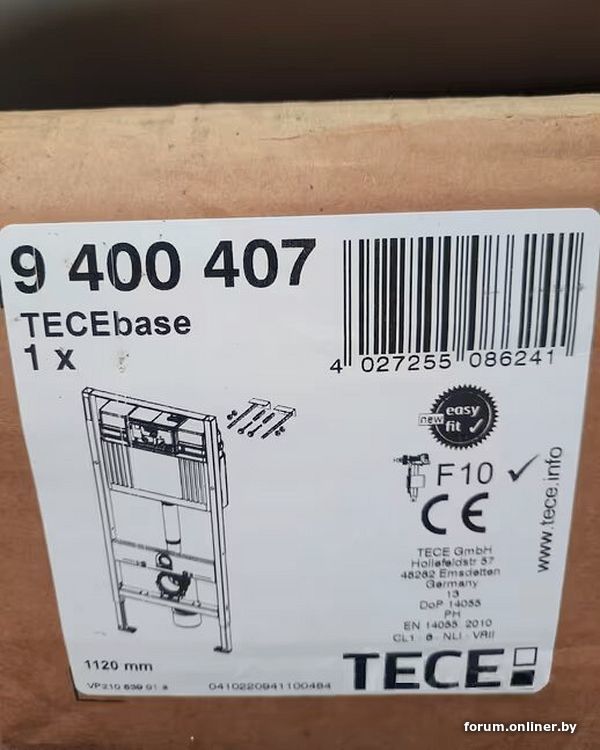 9 400 407
TECEbase
1 x
4 027255 086241
new easy fit
F10
CE
www.tece.info
TECE GmbH
Hollefeldstr 57
48282 Emsdetten
Germany
13
DoP 14055
PH
EN 14055: 2010
CL1 - 6 - NLI - VRII
1120 mm
TECE
VP210 639 01 a
0410220941100484
forum.onliner.by